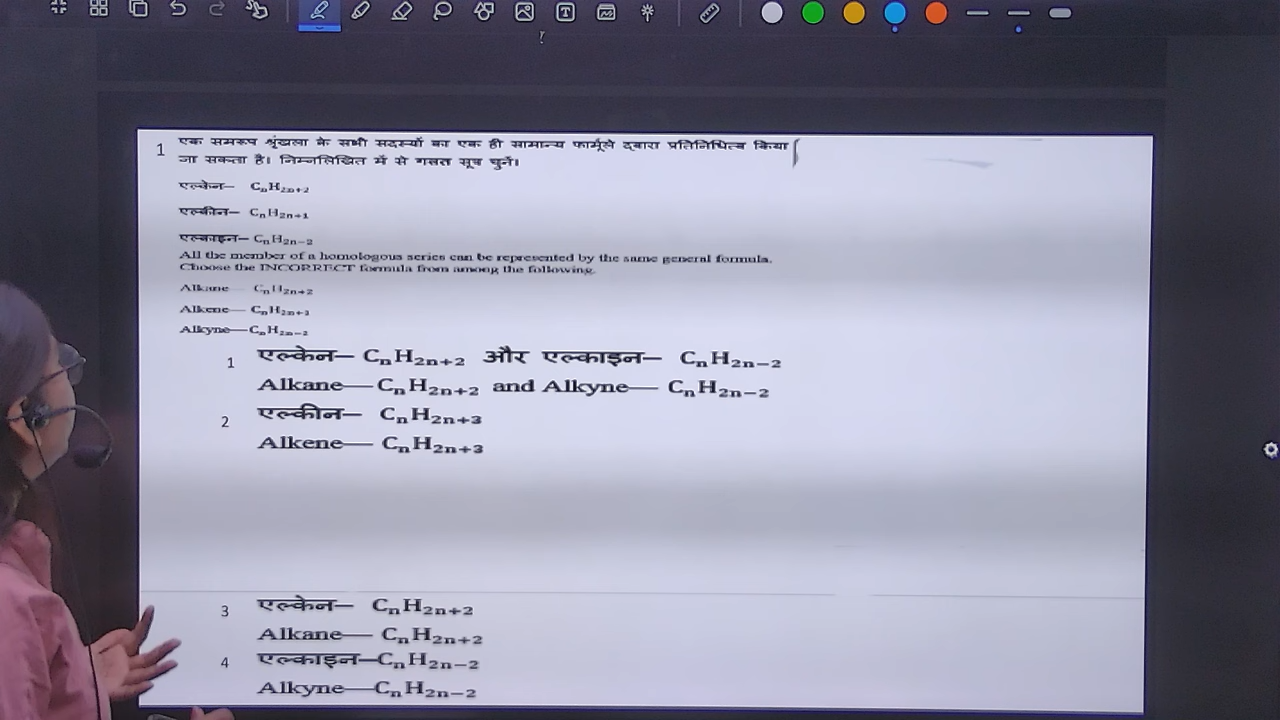 1 एक समरूप श्रृंखला के सभी सदस्यों का एक ही सामान्य फार्मूले द्वारा प्रतिनिधित्व किया
जा सकता है। निम्नलिखित में से गलत सूत्र चुनें।
एल्केन— CₙH₂ₙ₊₂
एल्कीन— CₙH₂ₙ₊₁
एल्काइन— CₙH₂ₙ₋₂
All the member of a homologous series can be represented by the same general formula.
Choose the INCORRECT formula from among the following.
Alkane— CₙH₂ₙ₊₂
Alkene— CₙH₂ₙ₊
Alkyne—CₙH₂ₙ₋₂
1 एल्केन— CₙH₂ₙ₊₂ और एल्काइन— CₙH₂ₙ₋₂
Alkane—CₙH₂ₙ₊₂ and Alkyne— CₙH₂ₙ₋₂
2 एल्कीन— CₙH₂ₙ₊₃
Alkene— CₙH₂ₙ₊₃
3 एल्केन— CₙH₂ₙ₊₂
Alkane— CₙH₂ₙ₊₂
4 एल्काइन—CₙH₂ₙ₋₂
Alkyne—CₙH₂ₙ₋₂